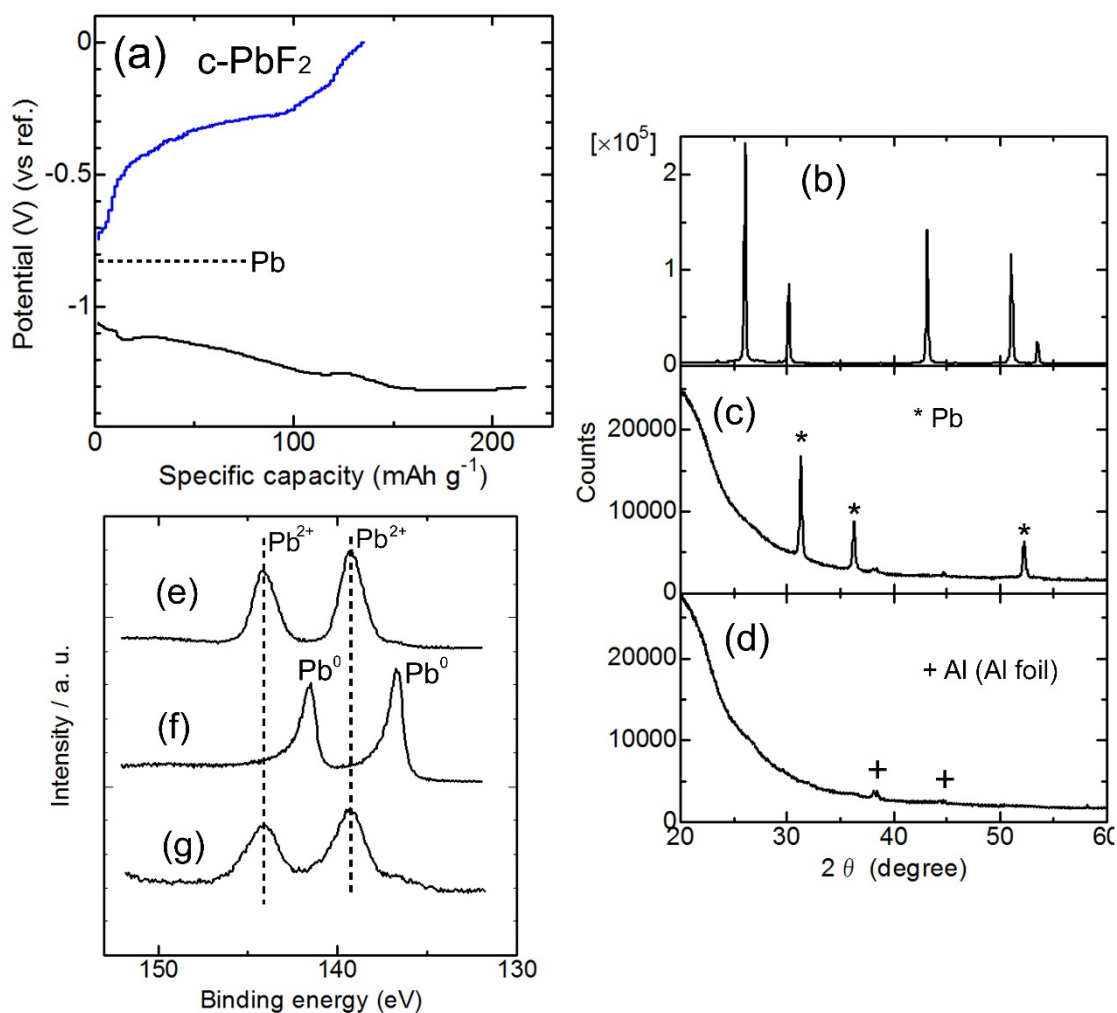 (a) c-PbF2
0
-0.5
-1
Pb
Potential (V) (vs ref.)
0 100 200
Specific capacity (mAh g-1)
[×10^5]
2
1
0
(b)
(c)
* Pb
*
*
*
20000
10000
0
(d)
+ Al (Al foil)
+
+
20000
10000
0
Counts
20 30 40 50 60
2 θ (degree)
Pb2+ Pb2+
(e)
Pb0 Pb0
(f)
(g)
Intensity / a. u.
150 140 130
Binding energy (eV)